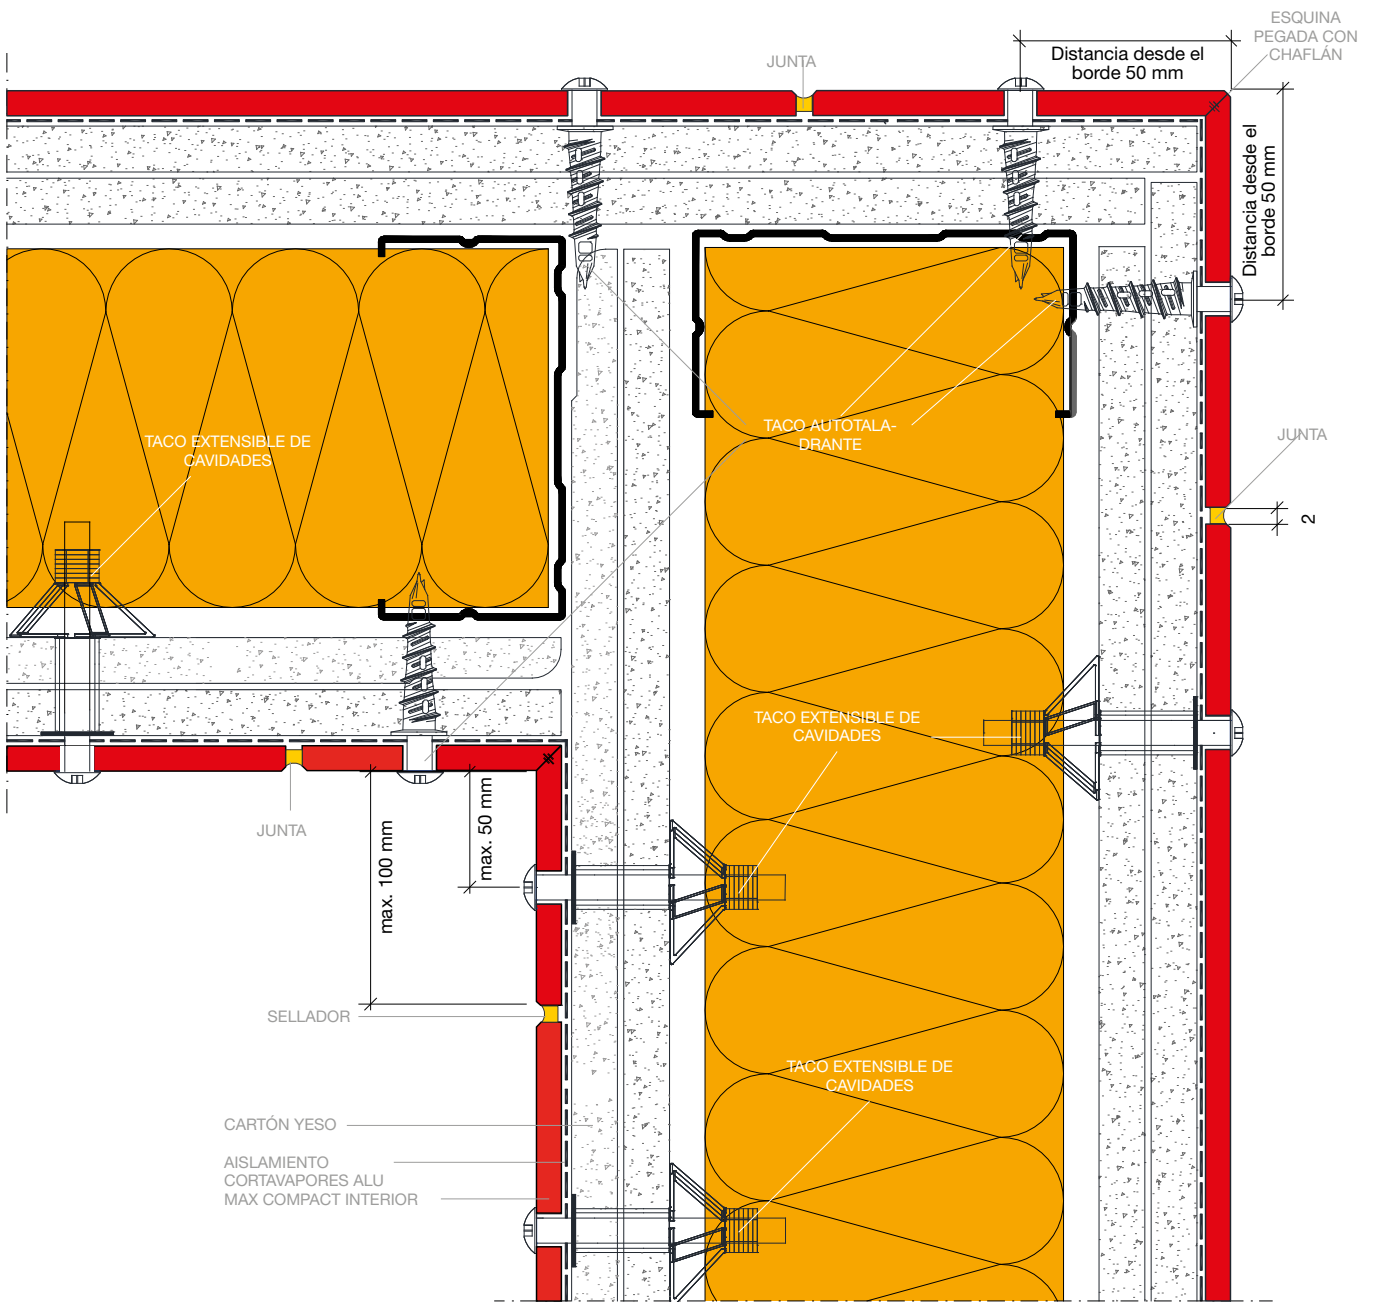 ESQUINA
PEGADA CON
CHAFLÁN
JUNTA
Distancia desde el
borde 50 mm
Distancia desde el
borde 50 mm
TACO EXTENSIBLE DE
CAVIDADES
TACO AUTOTALA-
DRANTE
JUNTA
2
TACO EXTENSIBLE DE
CAVIDADES
JUNTA
max. 50 mm
max. 100 mm
SELLADOR
TACO EXTENSIBLE DE
CAVIDADES
CARTÓN YESO
AISLAMIENTO
CORTAVAPORES ALU
MAX COMPACT INTERIOR